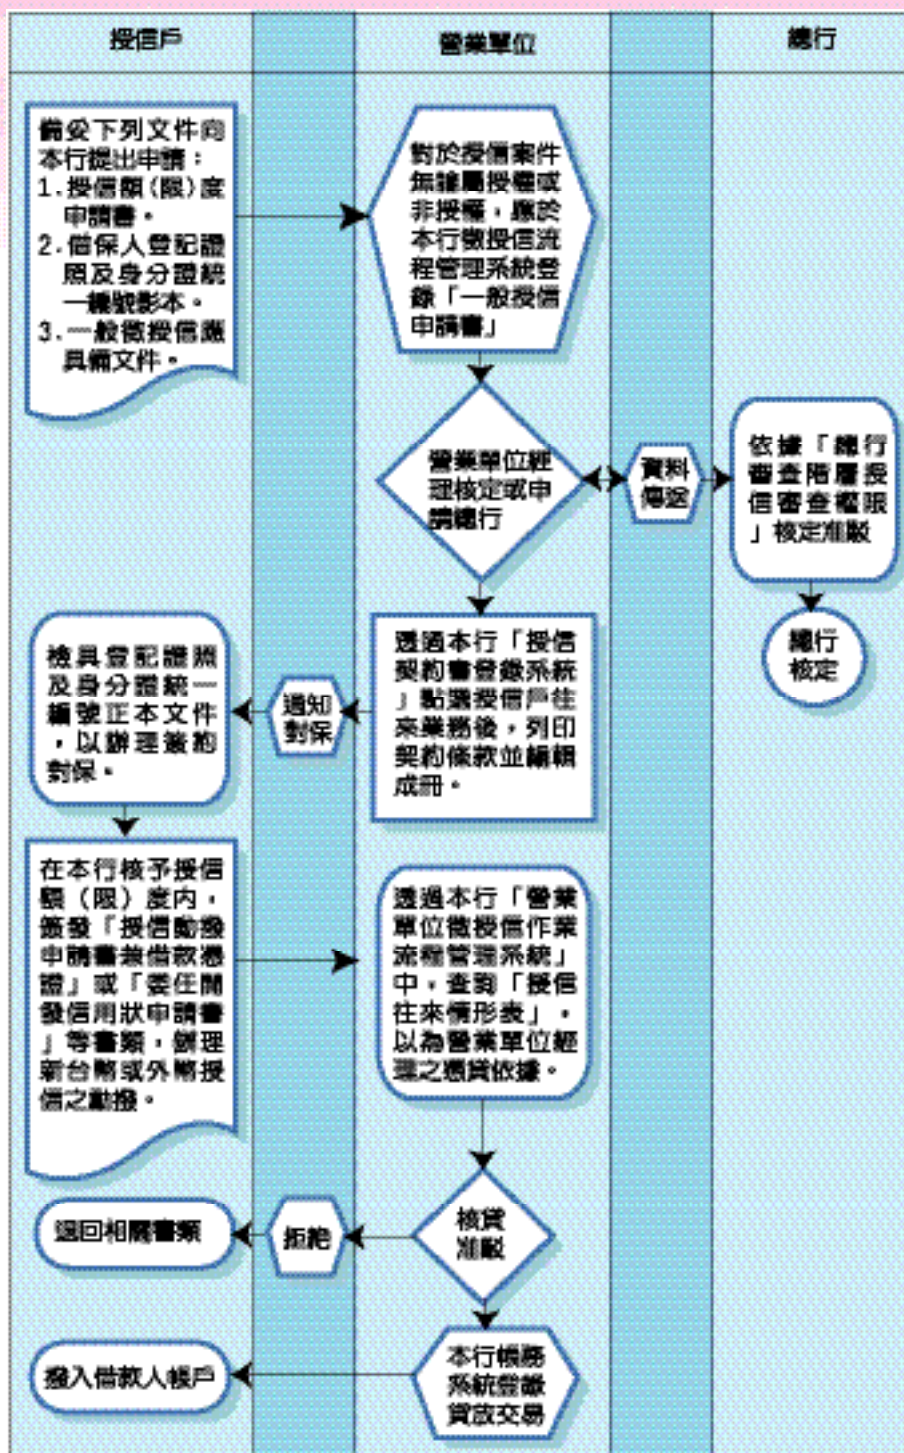 授信戶
營業單位
總行
備妥下列文件向
本行提出申請：
1.授信額(限)度
申請書。
2.借保人登記證
照及身分證統
一編號影本。
3.一般徵授信應
具備文件。
對於授信案件
無論屬授權或
非授權，應於
本行徵授信流
程管理系統登
錄「一般授信
申請書」
營業單位經
理核定或申
請總行
資料
傳送
依據「總行
審查階層授
信審查權限
」核定准駁
總行
核定
透過本行「授信
契約書登錄系統
」點選授信戶往
來業務後，列印
契約條款並編輯
成冊。
通知
對保
檢具登記證照
及身分證統一
編號正本文件
，以辦理簽約
對保。
在本行核予授信
額（限）度內，
簽發「授信動撥
申請書兼借款憑
證」或「委任開
發信用狀申請書
」等書類，辦理
新台幣或外幣授
信之動撥。
透過本行「營業
單位徵授信作業
流程管理系統」
中，查詢「授信
往來情形表」，
以為營業單位經
理之憑貸依據。
核貸
准駁
拒絕
退回相關書類
本行帳務
系統登錄
貸放交易
撥入借款人帳戶